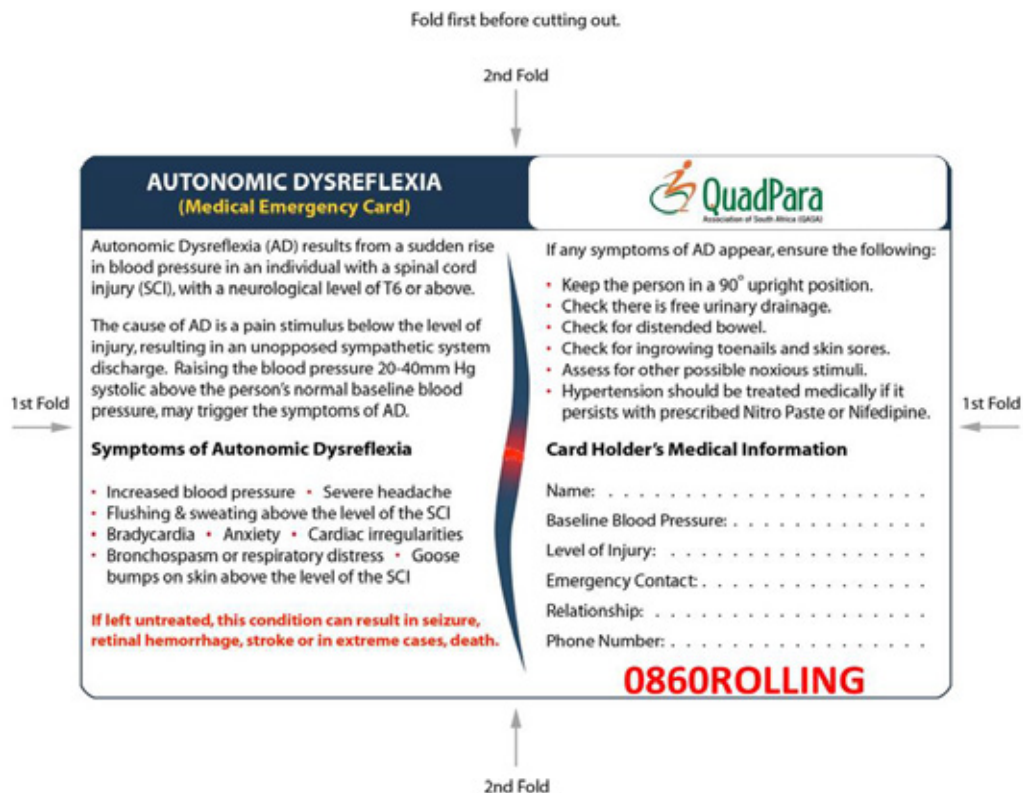 Fold first before cutting out.
2nd Fold
AUTONOMIC DYSREFLEXIA
(Medical Emergency Card)
QuadPara
Association of South Africa (QASA)
Autonomic Dysreflexia (AD) results from a sudden rise
in blood pressure in an individual with a spinal cord
injury (SCI), with a neurological level of T6 or above.
The cause of AD is a pain stimulus below the level of
injury, resulting in an unopposed sympathetic system
discharge. Raising the blood pressure 20-40mm Hg
systolic above the person's normal baseline blood
pressure, may trigger the symptoms of AD.
1st Fold
Symptoms of Autonomic Dysreflexia
• Increased blood pressure • Severe headache
• Flushing & sweating above the level of the SCI
• Bradycardia • Anxiety • Cardiac irregularities
• Bronchospasm or respiratory distress • Goose
bumps on skin above the level of the SCI
If left untreated, this condition can result in seizure,
retinal hemorrhage, stroke or in extreme cases, death.
If any symptoms of AD appear, ensure the following:
• Keep the person in a 90° upright position.
• Check there is free urinary drainage.
• Check for distended bowel.
• Check for ingrowing toenails and skin sores.
• Assess for other possible noxious stimuli.
• Hypertension should be treated medically if it
persists with prescribed Nitro Paste or Nifedipine.
1st Fold
Card Holder's Medical Information
Name: . . . . . . . . . . . . . . . . . . . . . .
Baseline Blood Pressure: . . . . . . . . . . . . .
Level of Injury: . . . . . . . . . . . . . . . . . .
Emergency Contact: . . . . . . . . . . . . . . . .
Relationship: . . . . . . . . . . . . . . . . . . .
Phone Number: . . . . . . . . . . . . . . . . . .
0860ROLLING
2nd Fold